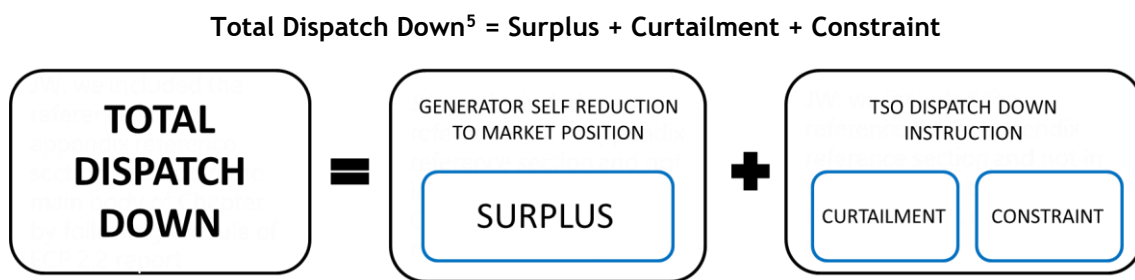 Total Dispatch Down5 = Surplus + Curtailment + Constraint
TOTAL
DISPATCH
DOWN
=
GENERATOR SELF REDUCTION
TO MARKET POSITION
SURPLUS
+
TSO DISPATCH DOWN
INSTRUCTION
CURTAILMENT
CONSTRAINT